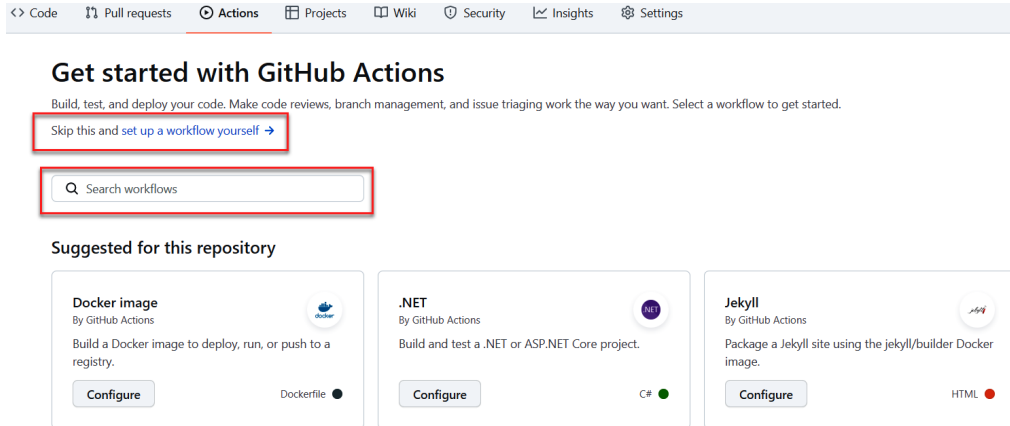 <> Code Pull requests Actions Projects Wiki Security Insights Settings
Get started with GitHub Actions
Build, test, and deploy your code. Make code reviews, branch management, and issue triaging work the way you want. Select a workflow to get started.
Skip this and set up a workflow yourself →
Search workflows
Suggested for this repository
Docker image
By GitHub Actions
docker
Build a Docker image to deploy, run, or push to a
registry.
Configure
Dockerfile
.NET
By GitHub Actions
.NET
Build and test a .NET or ASP.NET Core project.
Configure
C#
Jekyll
By GitHub Actions
jekyll
Package a Jekyll site using the jekyll/builder Docker
image.
Configure
HTML